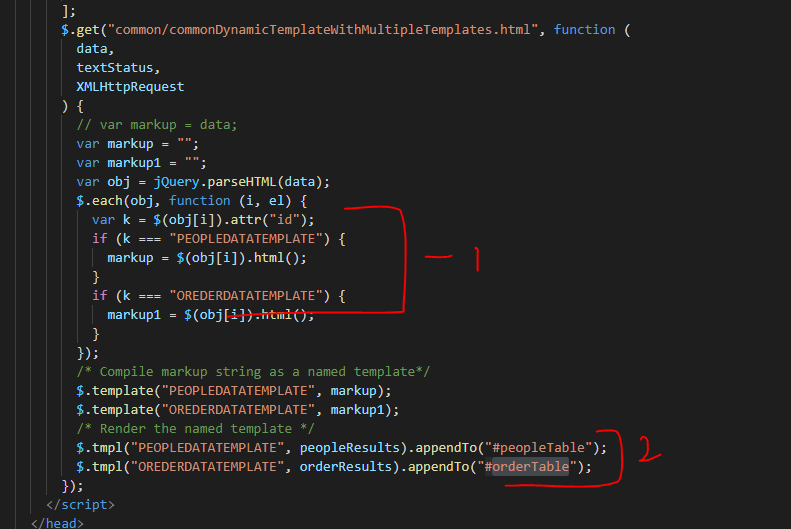 ];
$.get("common/commonDynamicTemplateWithMultipleTemplates.html", function (
data,
textStatus,
XMLHttpRequest
) {
// var markup = data;
var markup = "";
var markup1 = "";
var obj = jQuery.parseHTML(data);
$.each(obj, function (i, el) {
var k = $(obj[i]).attr("id");
if (k === "PEOPLEDATATEMPLATE") {
markup = $(obj[i]).html();
}
if (k === "OREDERDATATEMPLATE") {
markup1 = $(obj[i]).html();
}
});
/* Compile markup string as a named template*/
$.template("PEOPLEDATATEMPLATE", markup);
$.template("OREDERDATATEMPLATE", markup1);
/* Render the named template */
$.tmpl("PEOPLEDATATEMPLATE", peopleResults).appendTo("#peopleTable");
$.tmpl("OREDERDATATEMPLATE", orderResults).appendTo("#orderTable");
});
</script>
</head>
— 1
2